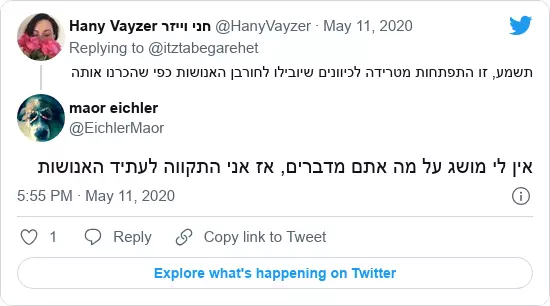 Hany Vayzer חני וייזר @HanyVayzer · May 11, 2020
Replying to @itztabegarehet
תשמע, זו התפתחות מטרידה לכיוונים שיובילו לחורבן האנושות כפי שהכרנו אותה
maor eichler
@EichlerMaor
אין לי מושג על מה אתם מדברים, אז אני התקווה לעתיד האנושות
5:55 PM · May 11, 2020
1 Reply Copy link to Tweet
Explore what's happening on Twitter